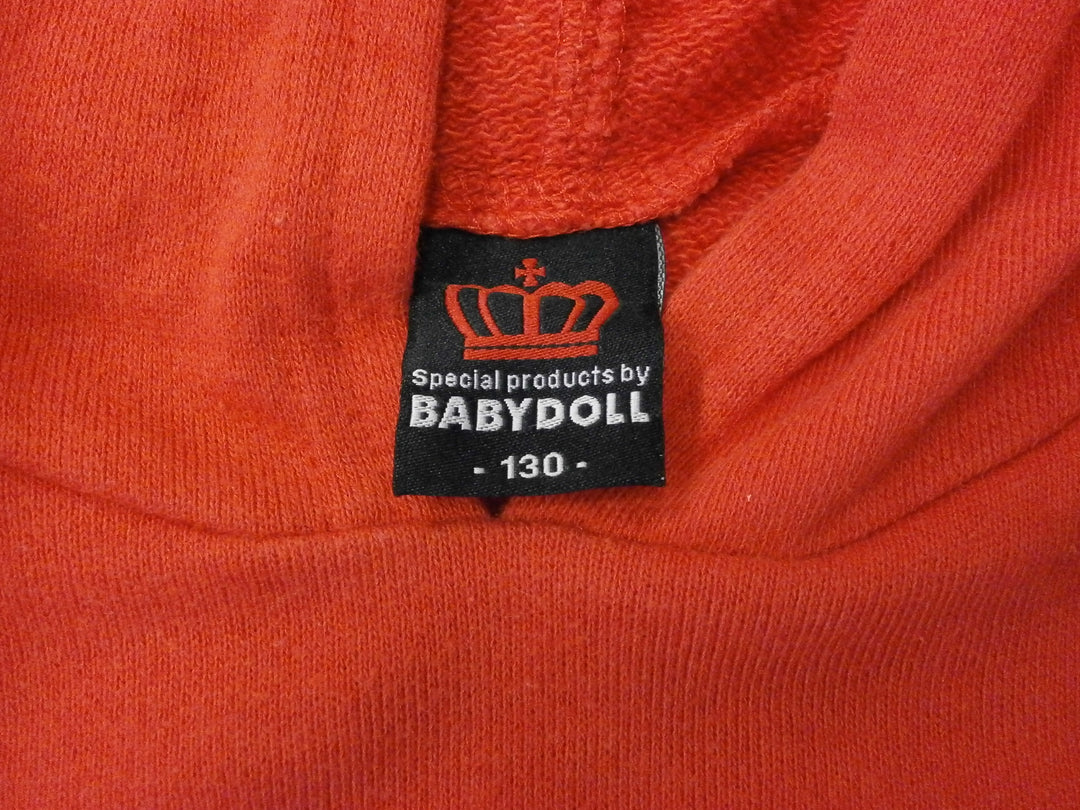 Special products by
BABYDOLL
- 130 -